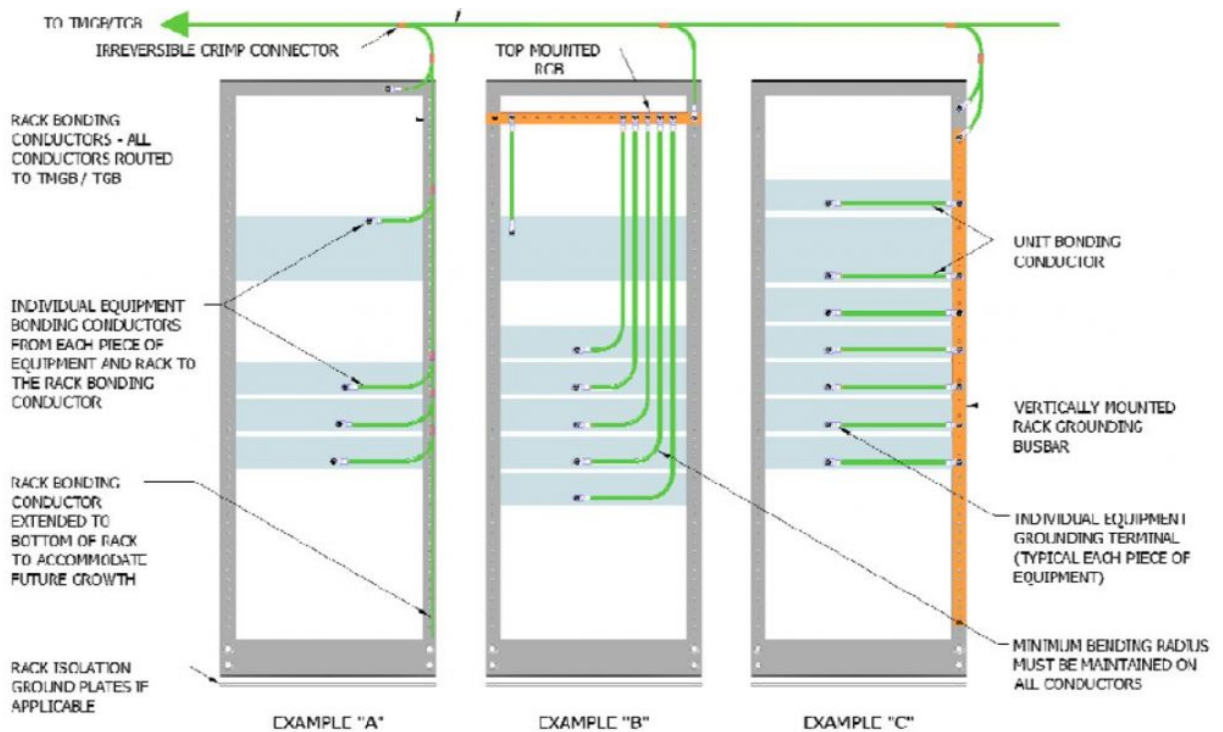 TO TMGB/TGB
IRREVERSIBLE CRIMP CONNECTOR
TOP MOUNTED
RGB
RACK BONDING
CONDUCTORS - ALL
CONDUCTORS ROUTED
TO TMGB/ TGB
UNIT BONDING
CONDUCTOR
INDIVIDUAL EQUIPMENT
BONDING CONDUCTORS
FROM EACH PIECE OF
EQUIPMENT AND RACK TO
THE RACK BONDING
CONDUCTOR
VERTICALLY MOUNTED
RACK GROUNDING
BUSBAR
RACK BONDING
CONDUCTOR
EXTENDED TO
BOTTOM OF RACK
TO ACCOMMODATE
FUTURE GROWTH
INDIVIDUAL EQUIPMENT
GROUNDING TERMINAL
(TYPICAL EACH PIECE OF
EQUIPMENT)
MINIMUM BENDING RADIUS
MUST BE MAINTAINED ON
ALL CONDUCTORS
RACK ISOLATION
GROUND PLATES IF
APPLICABLE
EXAMPLE "A"
EXAMPLE "B"
EXAMPLE "C"